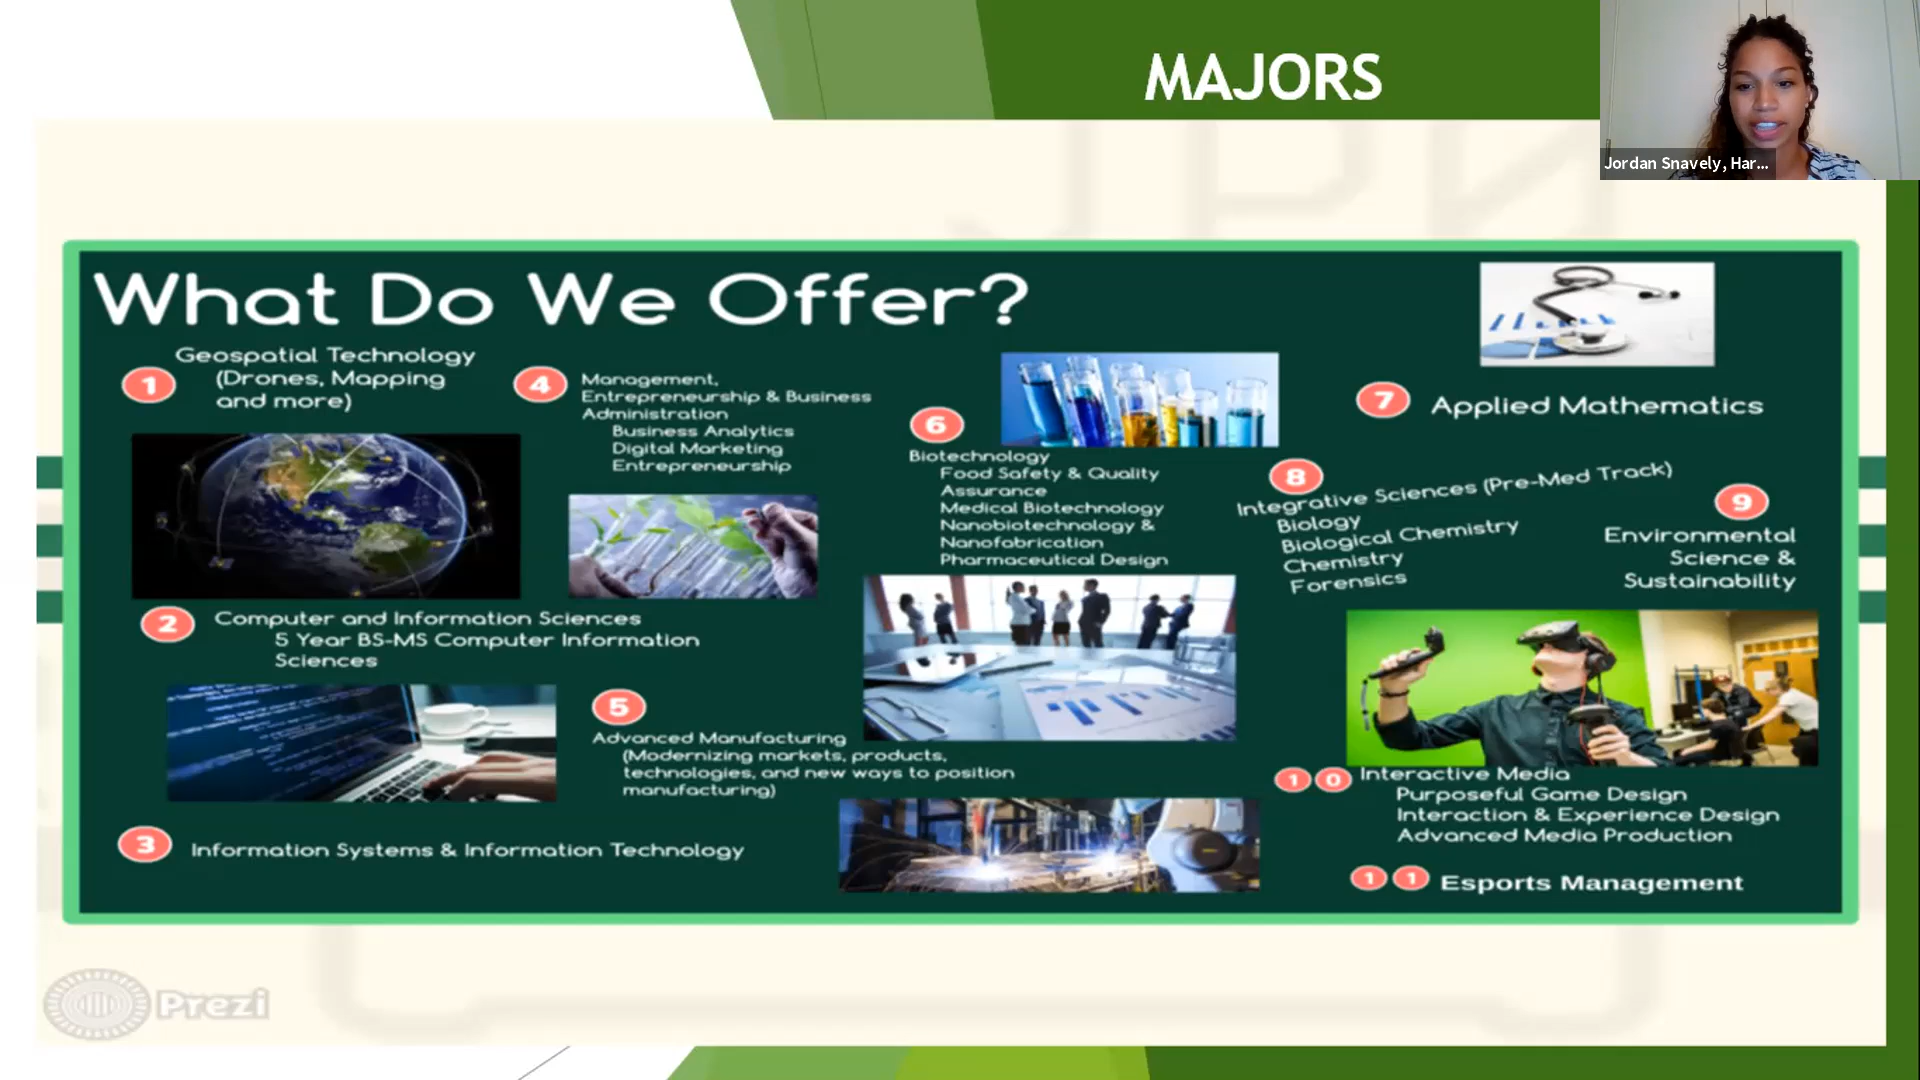 MAJORS
Jordan Snavely, Har...
What Do We Offer?
1
Geospatial Technology
(Drones, Mapping
and more)
2
Computer and Information Sciences
5 Year BS-MS Computer Information
Sciences
3
Information Systems & Information Technology
4
Management,
Entrepreneurship & Business
Administration
Business Analytics
Digital Marketing
Entrepreneurship
5
Advanced Manufacturing
(Modernizing markets, products,
technologies, and new ways to position
manufacturing)
6
Biotechnology
Food Safety & Quality
Assurance
Medical Biotechnology
Nanobiotechnology &
Nanofabrication
Pharmaceutical Design
7
Applied Mathematics
8
Integrative Sciences (Pre-Med Track)
Biology
Biological Chemistry
Chemistry
Forensics
9
Environmental
Science &
Sustainability
10
Interactive Media
Purposeful Game Design
Interaction & Experience Design
Advanced Media Production
11
Esports Management
Prezi